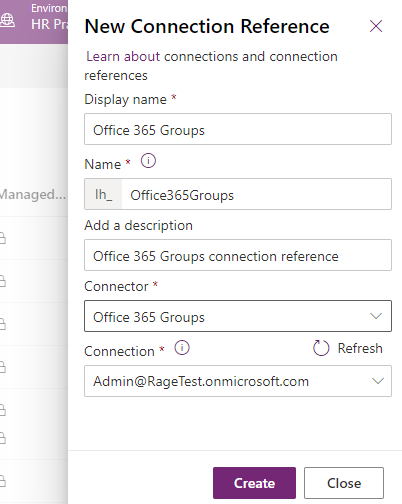 Environ
HR Pra
New Connection Reference
Learn about connections and connection
references
Display name *
Office 365 Groups
Name *
lh_ Office365Groups
Managed...
Add a description
Office 365 Groups connection reference
Connector *
Office 365 Groups
Connection * Refresh
Admin@RageTest.onmicrosoft.com
Create Close